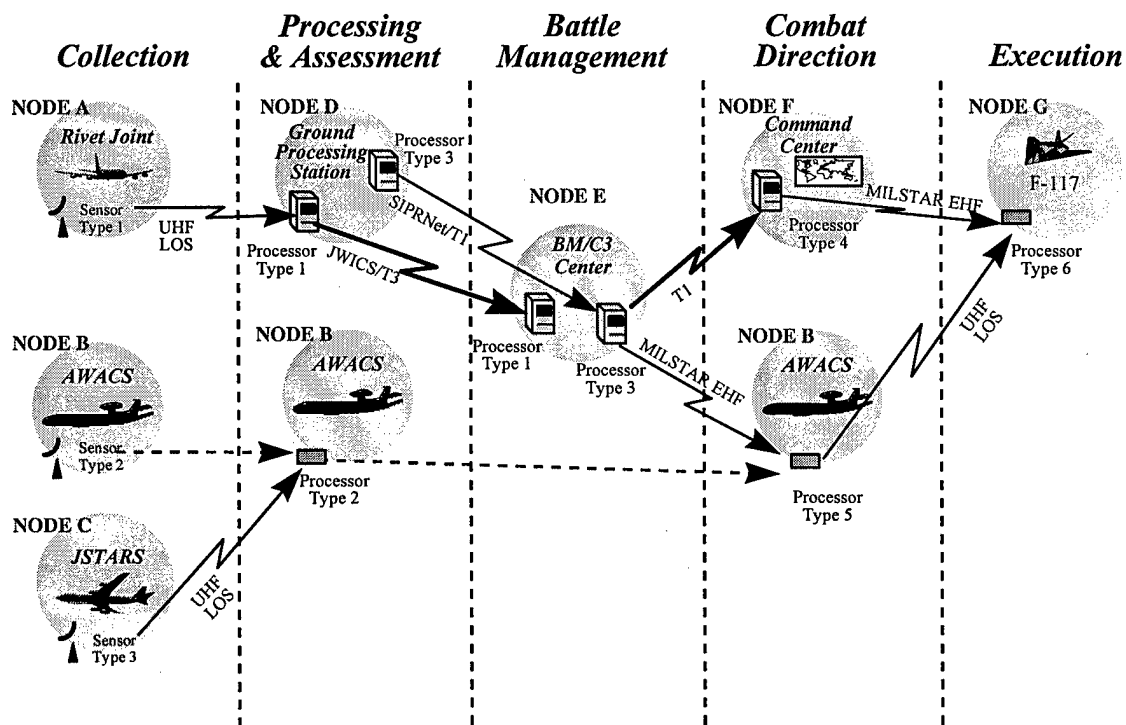 Collection
Processing
& Assessment
Battle
Management
Combat
Direction
Execution
NODE A
Rivet Joint
Sensor
Type 1
UHF
LOS
NODE D
Ground
Processing
Station
Processor
Type 3
Processor
Type 1
SIPRNet/T1
JWICS/T3
NODE E
BM/C3
Center
Processor
Type 1
Processor
Type 3
T1
MILSTAR EHF
NODE F
Command
Center
Processor
Type 4
MILSTAR EHF
NODE G
F-117
Processor
Type 6
NODE B
AWACS
Sensor
Type 2
NODE B
AWACS
Processor
Type 2
NODE B
AWACS
Processor
Type 5
UHF
LOS
NODE C
JSTARS
Sensor
Type 3
UHF
LOS